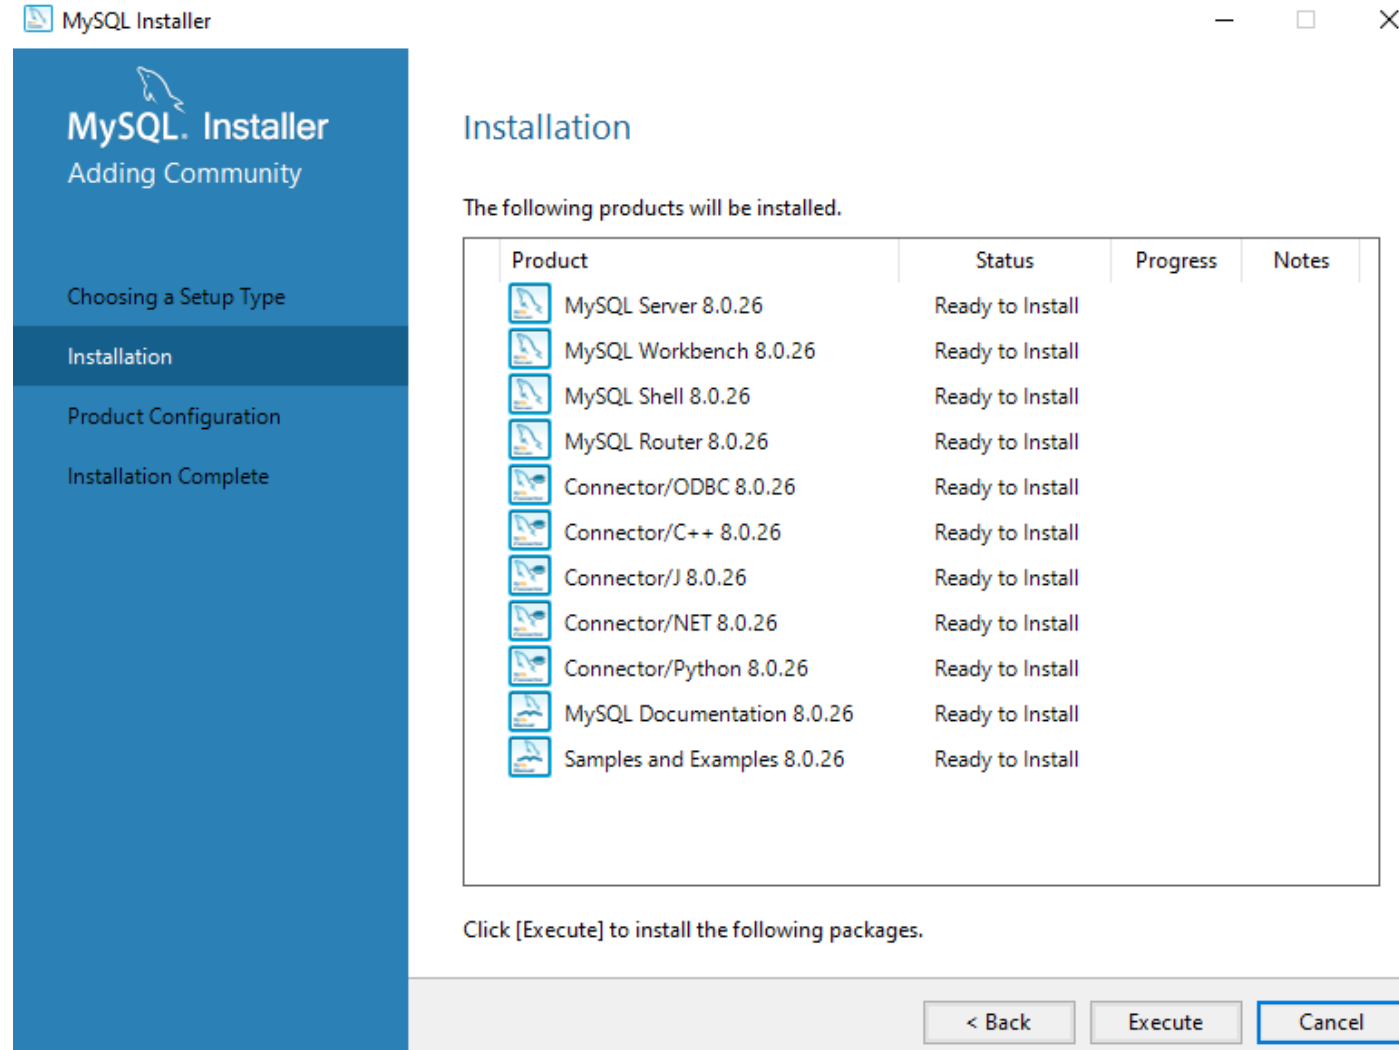 MySQL Installer
MySQL. Installer
Adding Community
Choosing a Setup Type
Installation
Product Configuration
Installation Complete
Installation
The following products will be installed.
Product Status Progress Notes
MySQL Server 8.0.26 Ready to Install
MySQL Workbench 8.0.26 Ready to Install
MySQL Shell 8.0.26 Ready to Install
MySQL Router 8.0.26 Ready to Install
Connector/ODBC 8.0.26 Ready to Install
Connector/C++ 8.0.26 Ready to Install
Connector/J 8.0.26 Ready to Install
Connector/NET 8.0.26 Ready to Install
Connector/Python 8.0.26 Ready to Install
MySQL Documentation 8.0.26 Ready to Install
Samples and Examples 8.0.26 Ready to Install
Click [Execute] to install the following packages.
< Back Execute Cancel